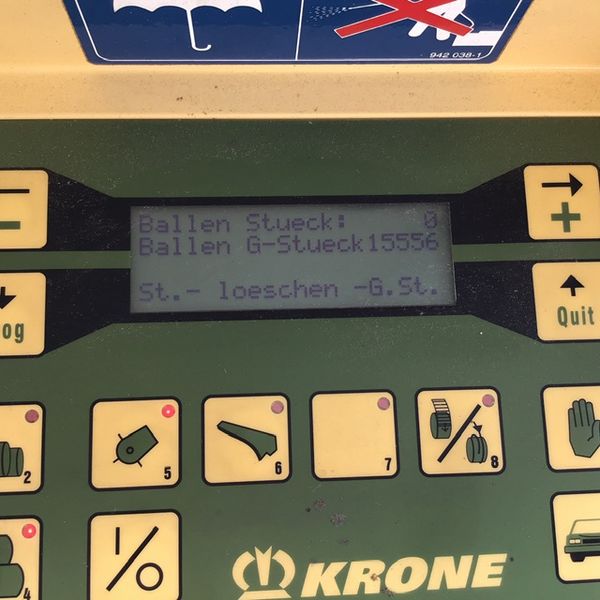 942 038-1
Ballen Stueck: 0
Ballen G-Stueck15556
St.- loeschen -G.St.
-
+
og
Quit
2
5
6
7
8
4
I/O
KRONE